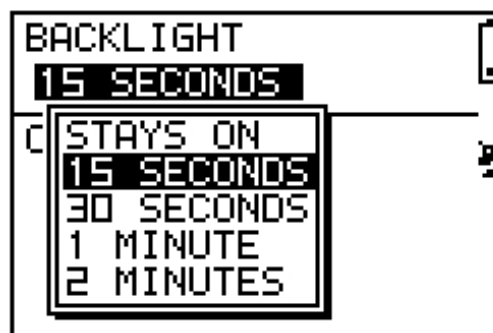 BACKLIGHT
15 SECONDS
STAYS ON
15 SECONDS
30 SECONDS
1 MINUTE
2 MINUTES